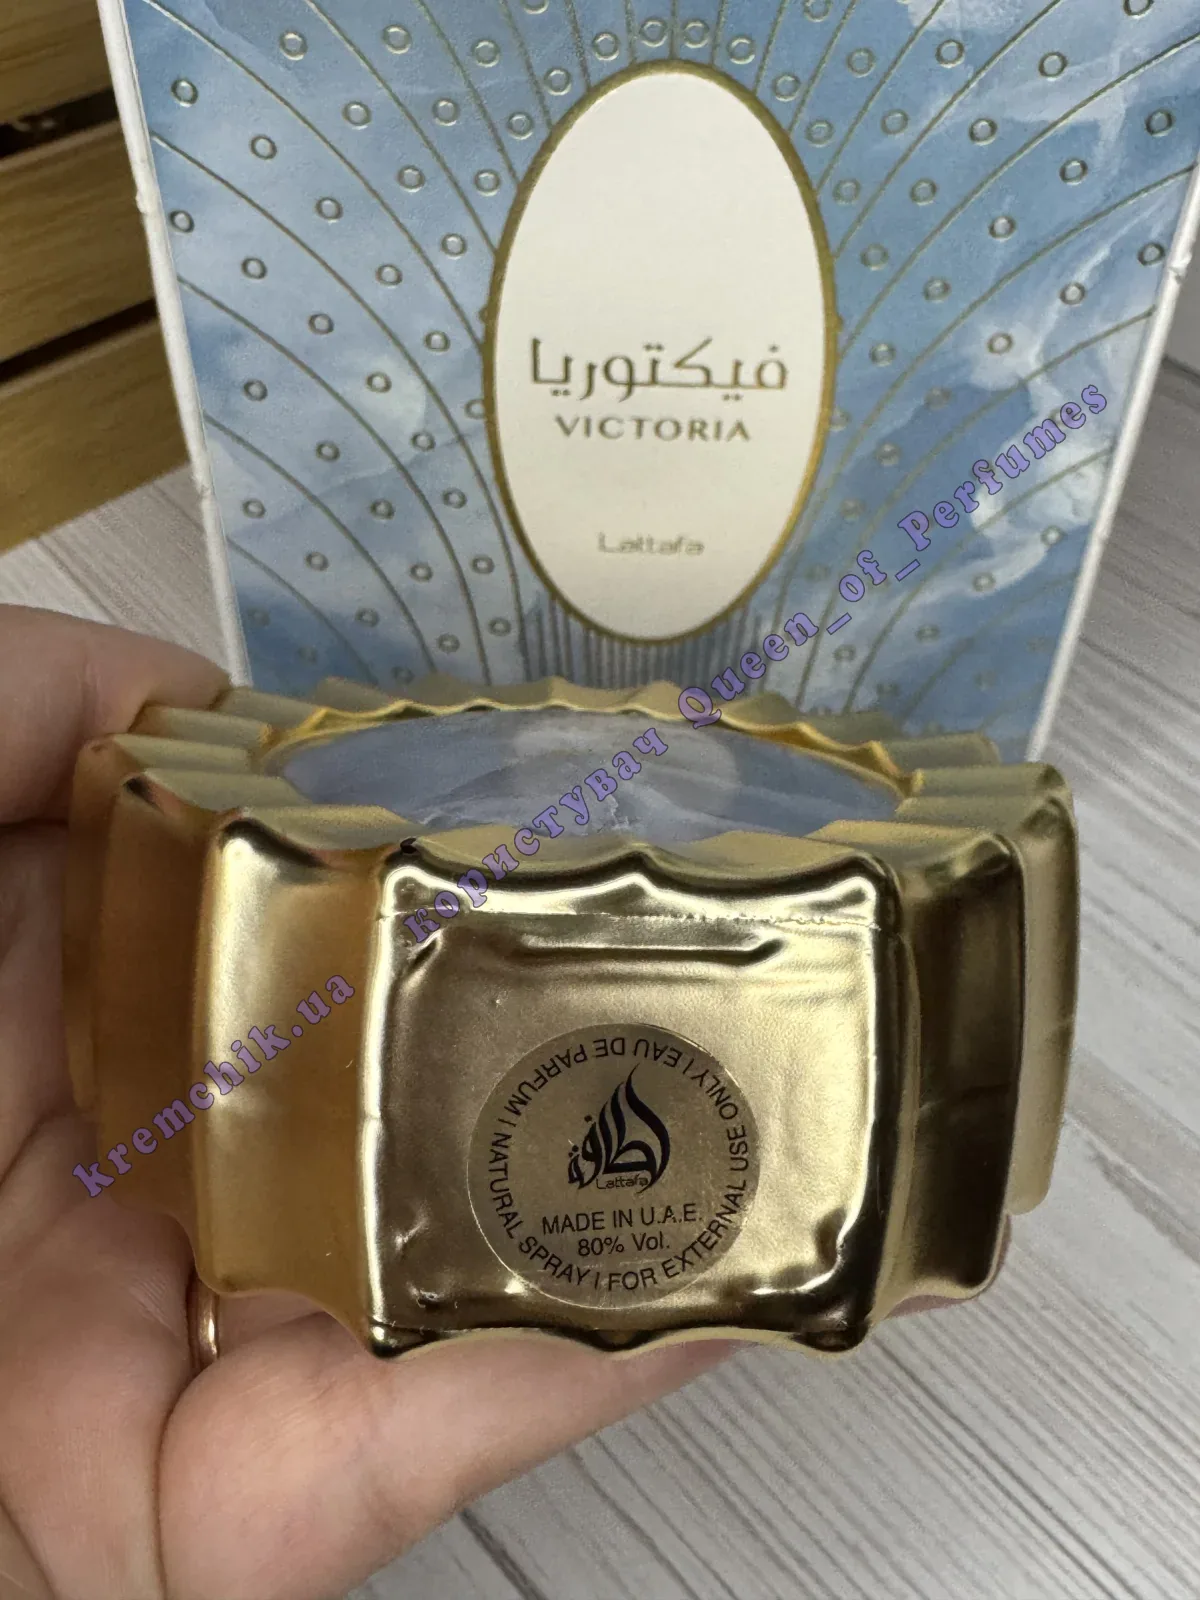 فيكتوريا
VICTORIA
Lattafa
kremchik.ua користувач Queen_of_Perfumes
لطافة
Lattafa
MADE IN U.A.E.
80% Vol.
EAU DE PARFUM | NATURAL SPRAY | FOR EXTERNAL USE ONLY |